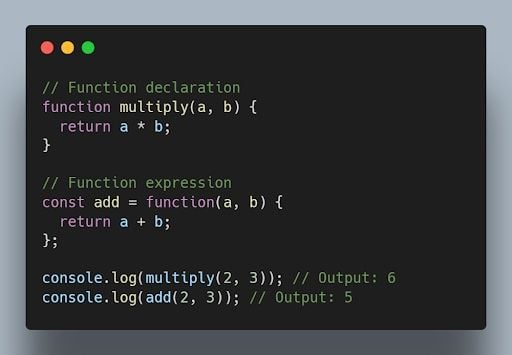 // Function declaration
function multiply(a, b) {
  return a * b;
}

// Function expression
const add = function(a, b) {
  return a + b;
};

console.log(multiply(2, 3)); // Output: 6
console.log(add(2, 3)); // Output: 5